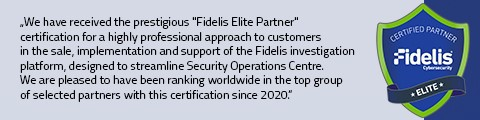 „We have received the prestigious "Fidelis Elite Partner"
certification for a highly professional approach to customers
in the sale, implementation and support of the Fidelis investigation
platform, designed to streamline Security Operations Centre.
We are pleased to have been ranking worldwide in the top group
of selected partners with this certification since 2020.”
CERTIFIED PARTNER
Fidelis
Cybersecurity
ELITE